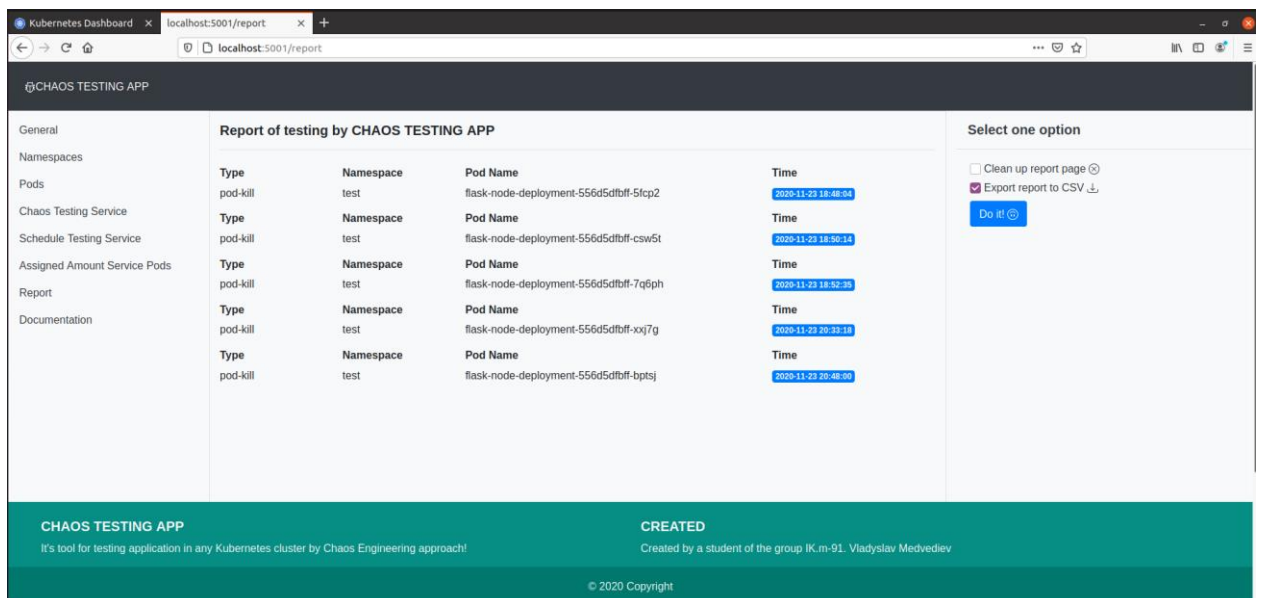 Kubernetes Dashboard
localhost:5001/report
localhost:5001/report
CHAOS TESTING APP
General
Namespaces
Pods
Chaos Testing Service
Schedule Testing Service
Assigned Amount Service Pods
Report
Documentation
Report of testing by CHAOS TESTING APP
Type Namespace Pod Name Time
pod-kill test flask-node-deployment-556d5dfbff-5fcp2 2020-11-23 18:48:04
Type Namespace Pod Name Time
pod-kill test flask-node-deployment-556d5dfbff-csw5t 2020-11-23 18:50:14
Type Namespace Pod Name Time
pod-kill test flask-node-deployment-556d5dfbff-7q6ph 2020-11-23 18:52:35
Type Namespace Pod Name Time
pod-kill test flask-node-deployment-556d5dfbff-xxj7g 2020-11-23 20:33:18
Type Namespace Pod Name Time
pod-kill test flask-node-deployment-556d5dfbff-bptsj 2020-11-23 20:48:00
Select one option
Clean up report page
Export report to CSV
Do it!
CHAOS TESTING APP
It's tool for testing application in any Kubernetes cluster by Chaos Engineering approach!
CREATED
Created by a student of the group IK.m-91. Vladyslav Medvediev
© 2020 Copyright